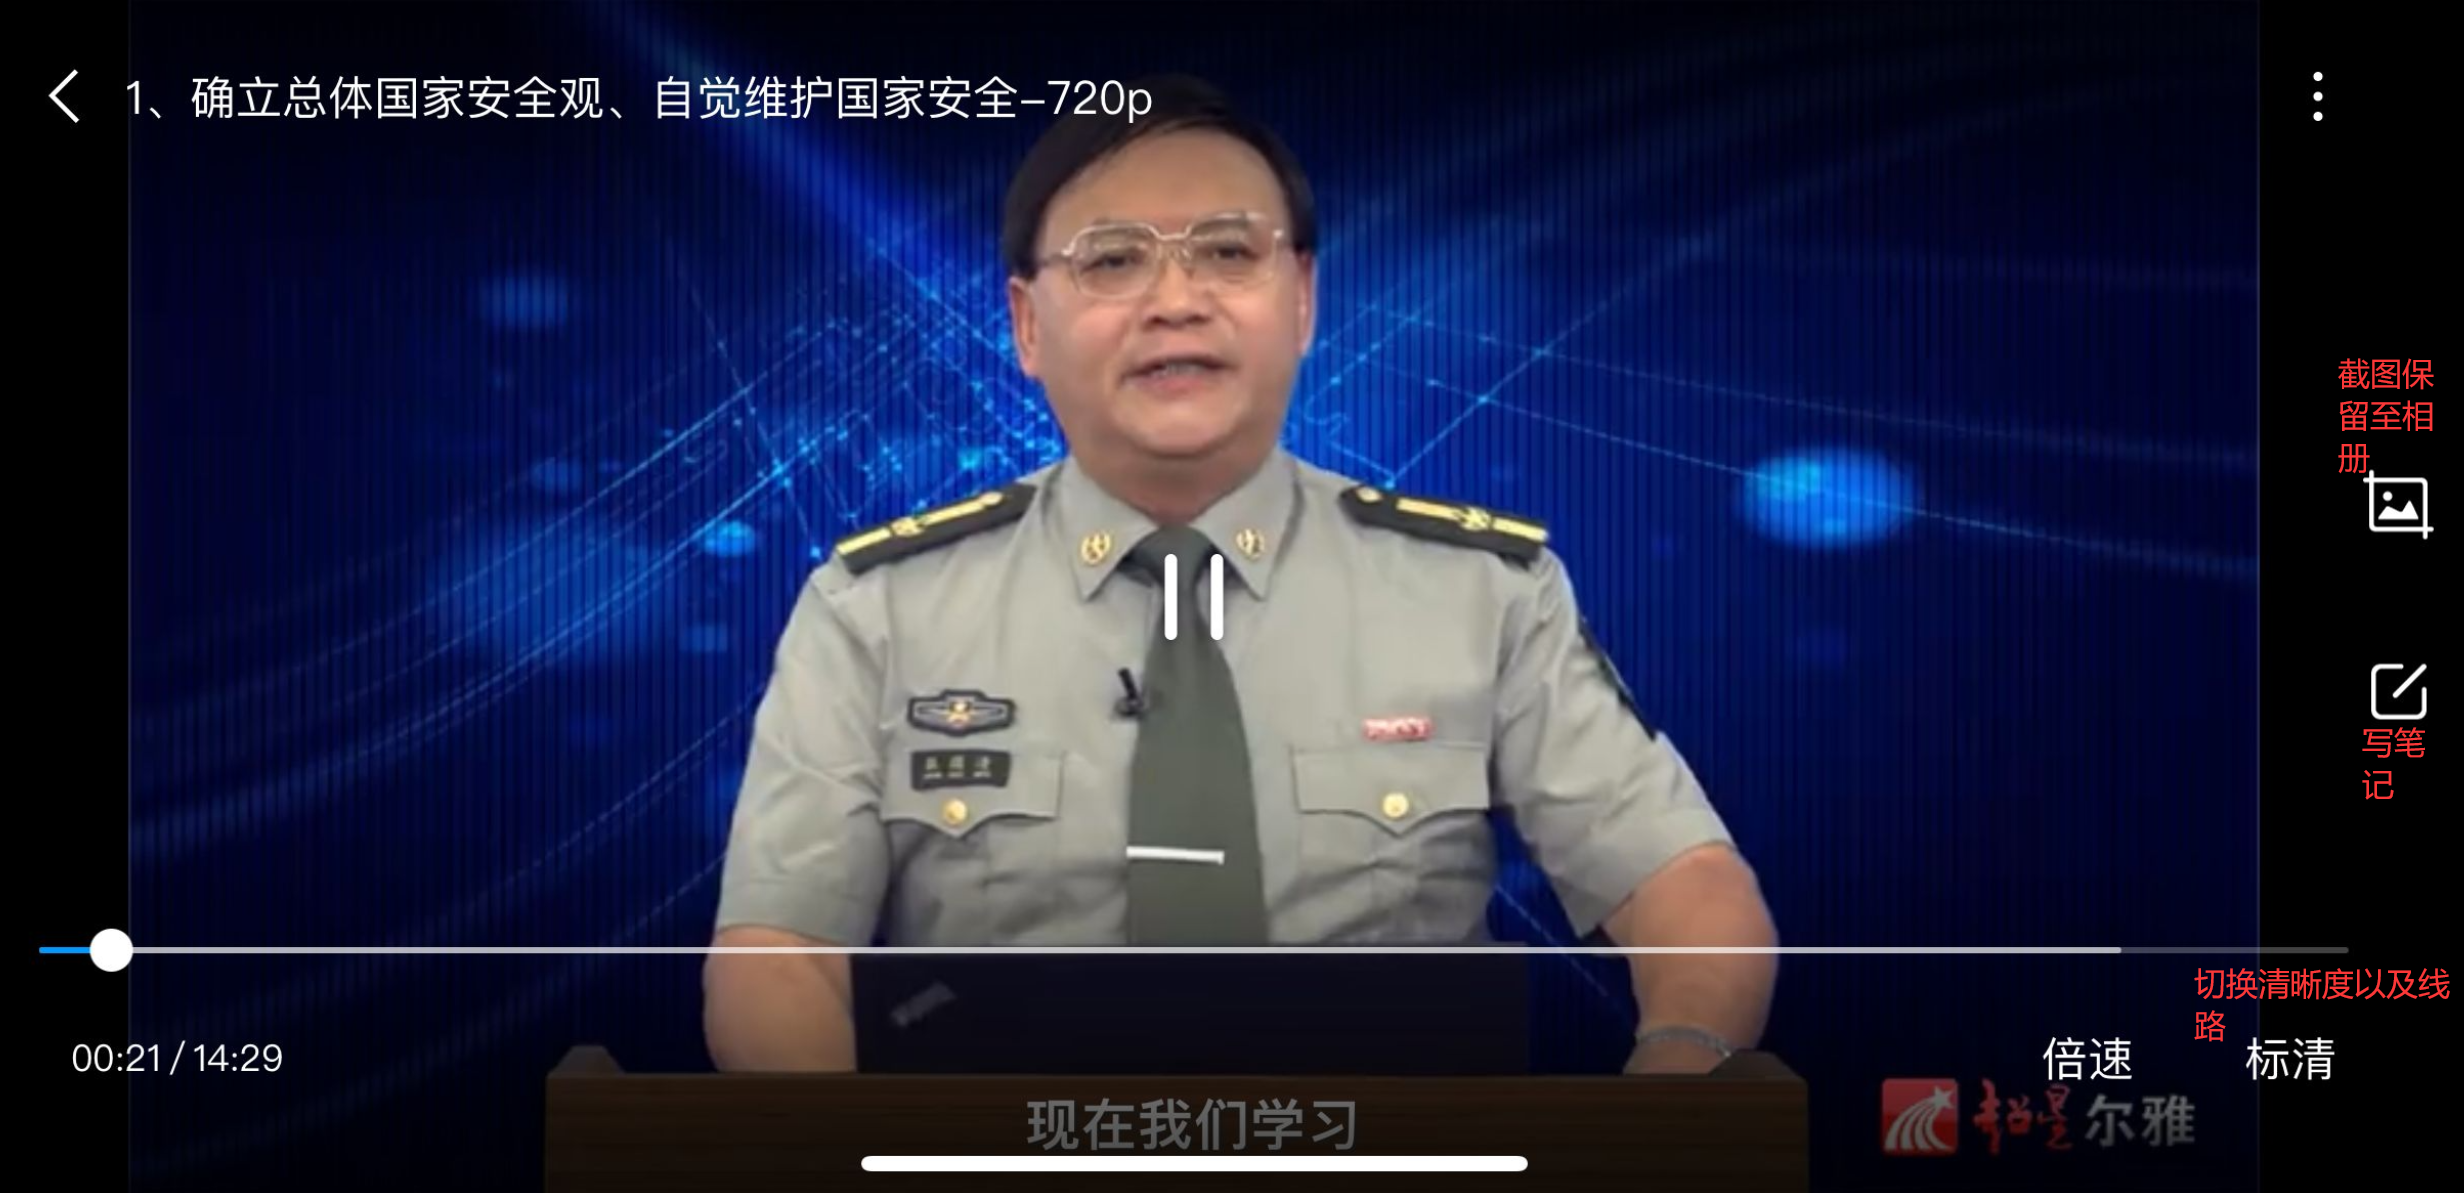 1、确立总体国家安全观、自觉维护国家安全-720p
截图保
留至相
册
写笔
记
切换清晰度以及线
路
00:21 / 14:29
倍速
标清
现在我们学习
超星尔雅